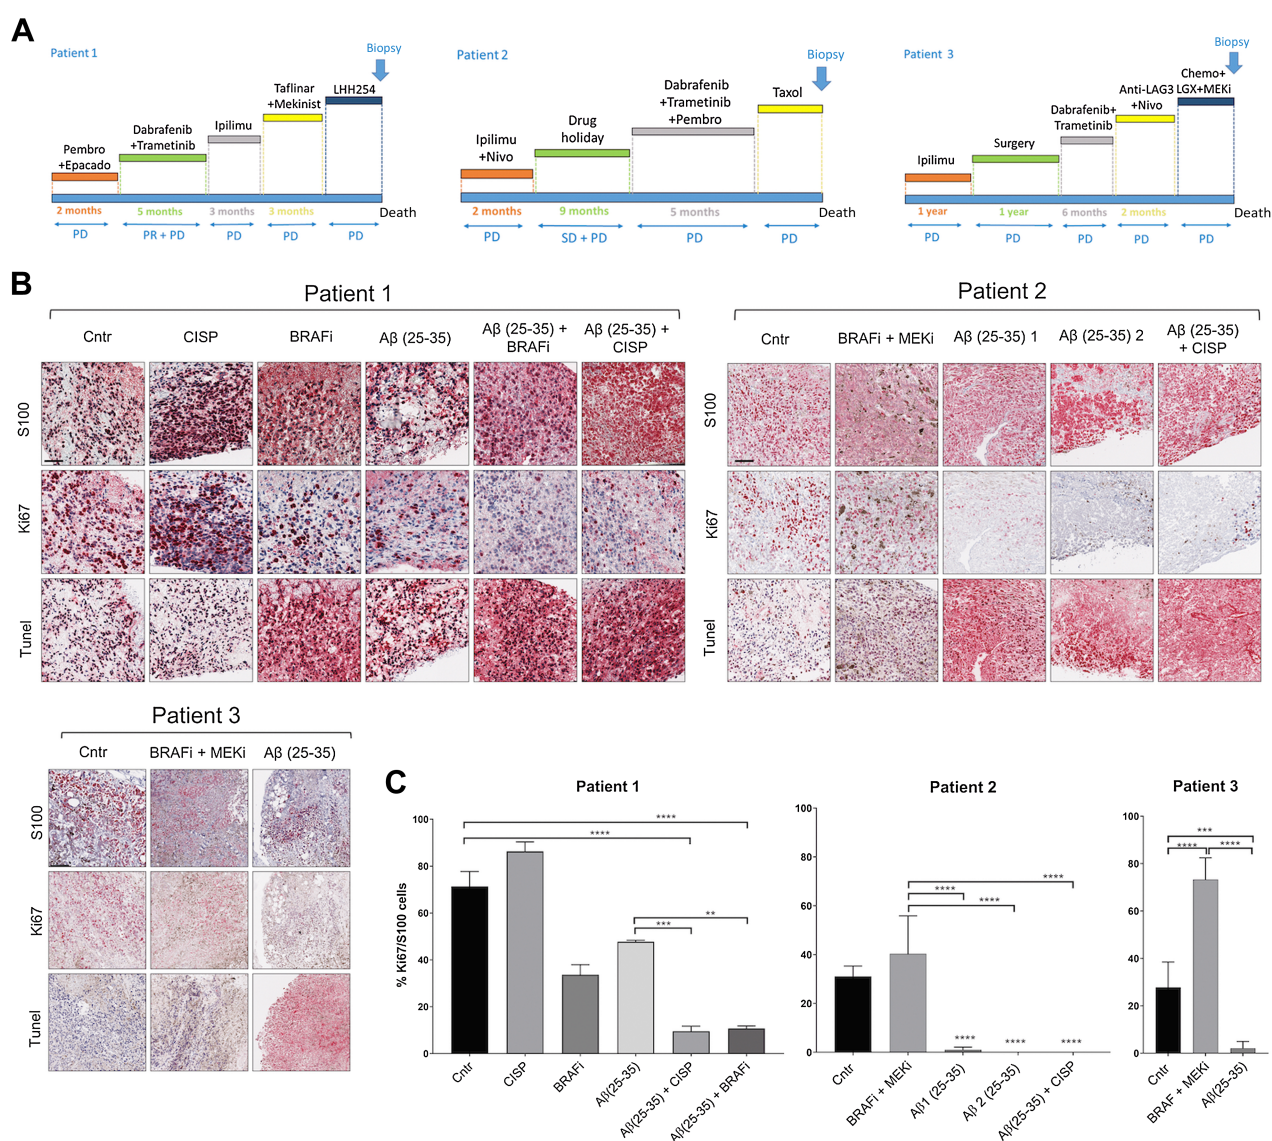 A
Patient 1
Biopsy
Pembro
+Epacado
Dabrafenib
+Trametinib
Ipilimu
Taflinar
+Mekinist
LHH254
2 months
5 months
3 months
3 months
Death
PD
PR + PD
PD
PD
PD
Patient 2
Biopsy
Ipilimu
+Nivo
Drug
holiday
Dabrafenib
+Trametinib
+Pembro
Taxol
2 months
9 months
5 months
Death
PD
SD + PD
PD
PD
Patient 3
Biopsy
Ipilimu
Surgery
Dabrafenib+
Trametinib
Anti-LAG3
+Nivo
Chemo+
LGX+MEKi
1 year
1 year
6 months
2 months
Death
PD
PD
PD
PD
PD
B
Patient 1
Cntr
CISP
BRAFi
Aβ (25-35)
Aβ (25-35) +
BRAFi
Aβ (25-35) +
CISP
S100
Ki67
Tunel
Patient 2
Cntr
BRAFi + MEKi
Aβ (25-35) 1
Aβ (25-35) 2
Aβ (25-35)
+ CISP
S100
Ki67
Tunel
Patient 3
Cntr
BRAFi + MEKi
Aβ (25-35)
S100
Ki67
Tunel
C
Patient 1
% Ki67/S100 cells
100
80
60
40
20
0
****
****
**
***
Cntr
CISP
BRAFi
Aβ(25-35)
Aβ(25-35) + CISP
Aβ(25-35) + BRAFi
Patient 2
100
80
60
40
20
0
****
****
****
****
****
****
Cntr
BRAFi + MEKi
Aβ1 (25-35)
Aβ 2 (25-35)
Aβ(25-35) + CISP
Patient 3
100
80
60
40
20
0
***
****
****
Cntr
BRAF + MEKi
Aβ(25-35)